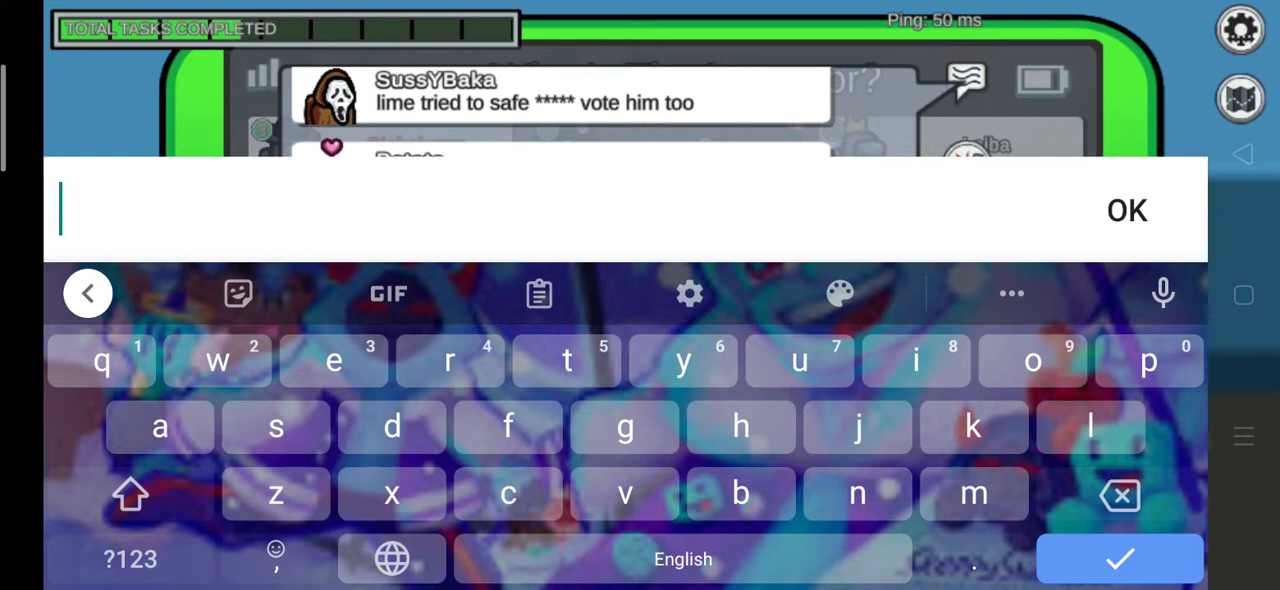 TOTAL TASKS COMPLETED
Ping: 50 ms
or?
SussYBaka
lime tried to safe ***** vote him too
OK
GIF
q 1 w 2 e 3 r 4 t 5 y 6 u 7 i 8 o 9 p 0
a s d f g h j k l
z x c v b n m
?123 , English .